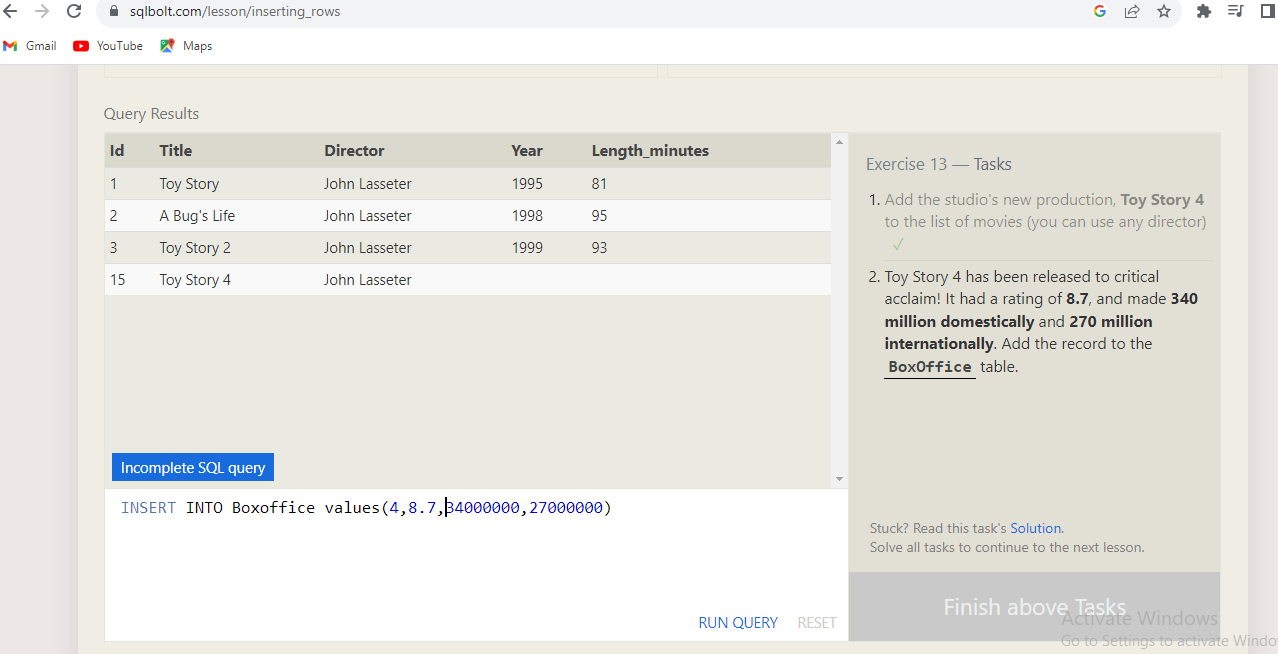 sqlbolt.com/lesson/inserting_rows
Gmail YouTube Maps
Query Results
Id Title Director Year Length_minutes
1 Toy Story John Lasseter 1995 81
2 A Bug's Life John Lasseter 1998 95
3 Toy Story 2 John Lasseter 1999 93
15 Toy Story 4 John Lasseter
Incomplete SQL query
INSERT INTO Boxoffice values(4,8.7,34000000,27000000)
RUN QUERY RESET
Exercise 13 — Tasks
1. Add the studio's new production, Toy Story 4
to the list of movies (you can use any director)
✓
2. Toy Story 4 has been released to critical
acclaim! It had a rating of 8.7, and made 340
million domestically and 270 million
internationally. Add the record to the
BoxOffice table.
Stuck? Read this task's Solution.
Solve all tasks to continue to the next lesson.
Finish above Tasks
Activate Windows
Go to Settings to activate Windo